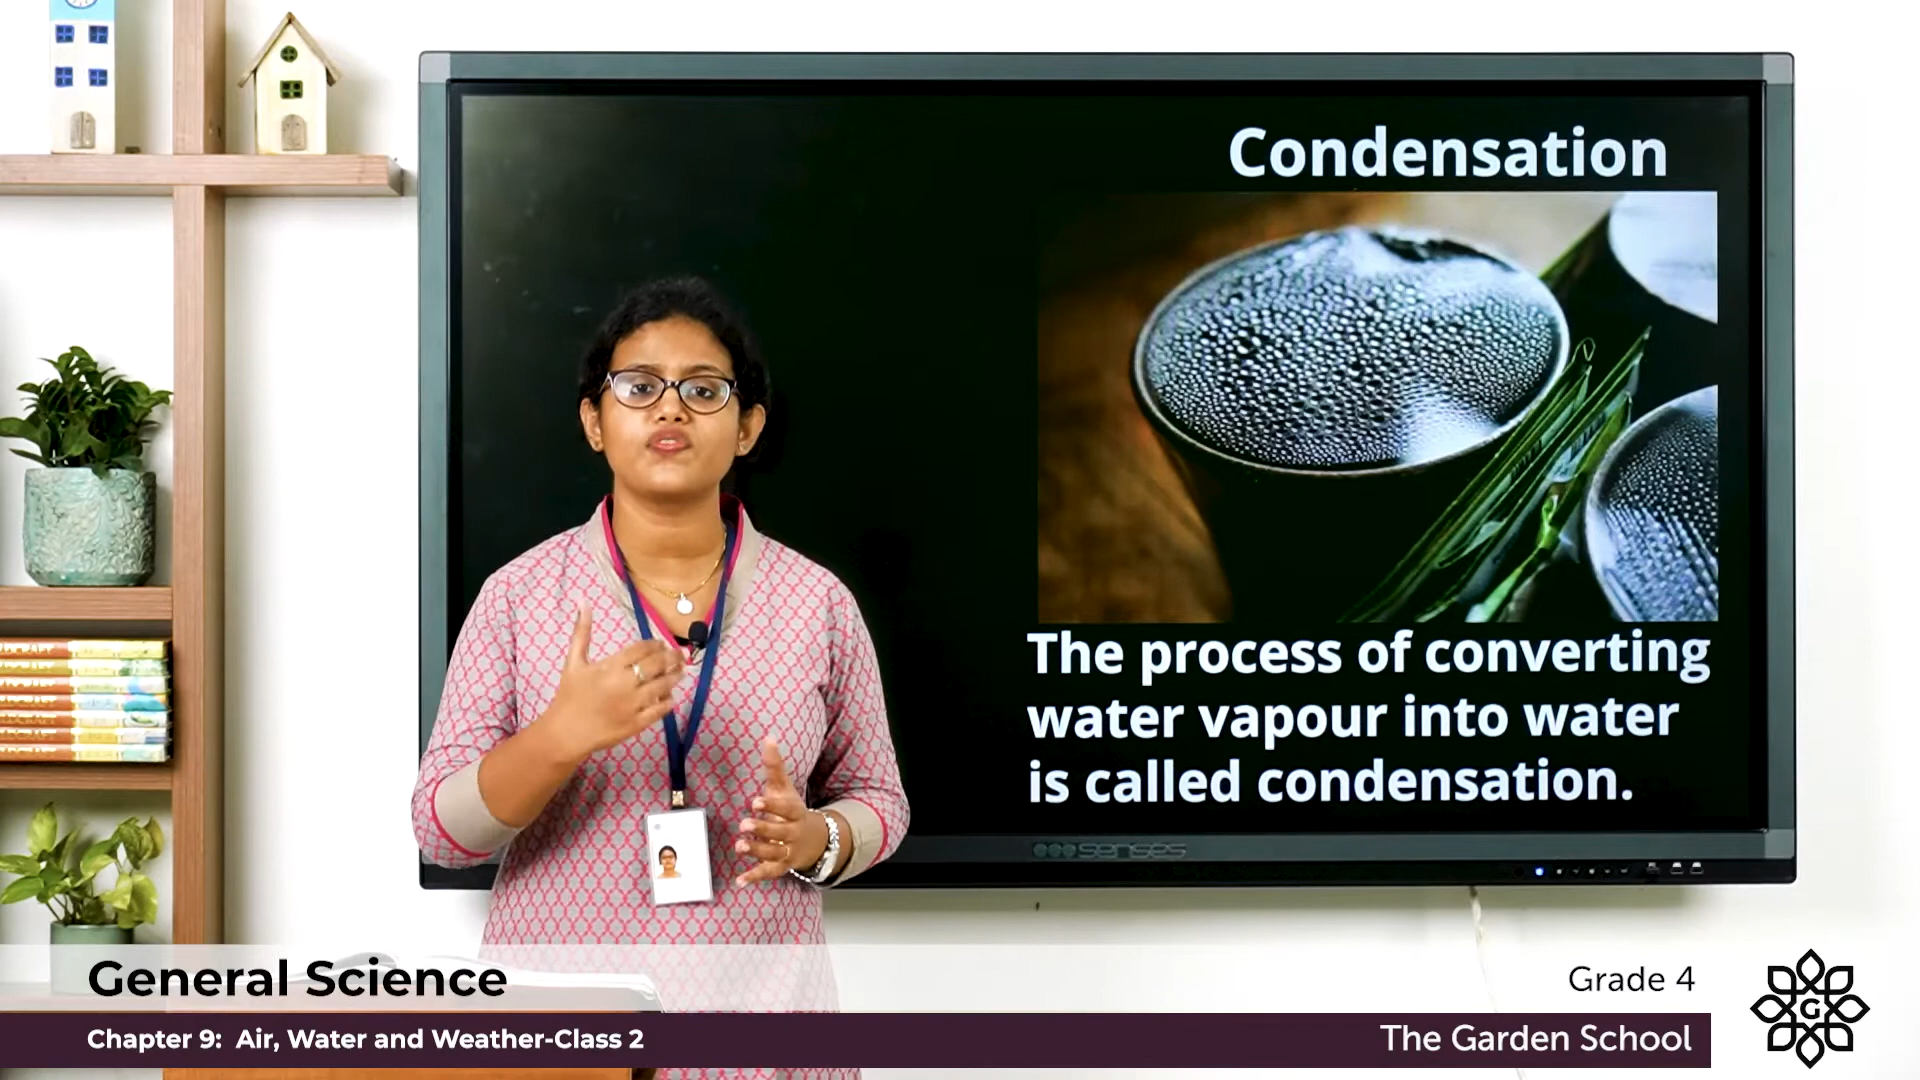 Condensation
The process of converting
water vapour into water
is called condensation.
senses
General Science
Grade 4
Chapter 9: Air, Water and Weather-Class 2
The Garden School
G